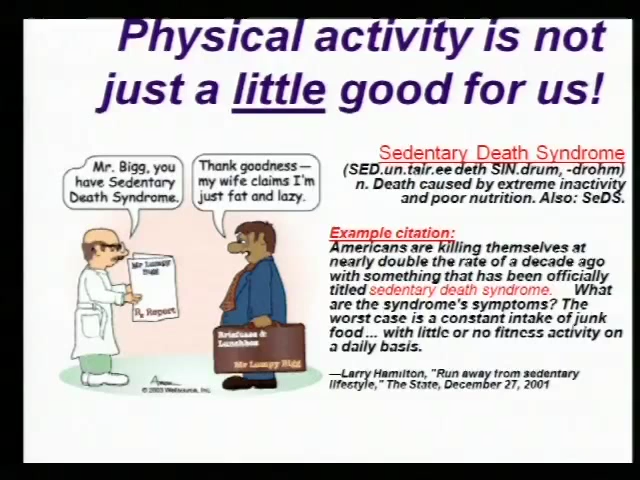 Physical activity is not
just a little good for us!
Mr. Bigg, you
have Sedentary
Death Syndrome.
Thank goodness—
my wife claims I'm
just fat and lazy.
Mr Lumpy
Bigg
Rx Report
Briefcase &
Lunchbox
Mr Lumpy Bigg
© 2003 Wellsource, Inc.
Sedentary Death Syndrome
(SED.un.tair.ee deth SIN.drum, -drohm)
n. Death caused by extreme inactivity
and poor nutrition. Also: SeDS.
Example citation:
Americans are killing themselves at
nearly double the rate of a decade ago
with something that has been officially
titled sedentary death syndrome. What
are the syndrome's symptoms? The
worst case is a constant intake of junk
food ... with little or no fitness activity on
a daily basis.
—Larry Hamilton, "Run away from sedentary
lifestyle," The State, December 27, 2001